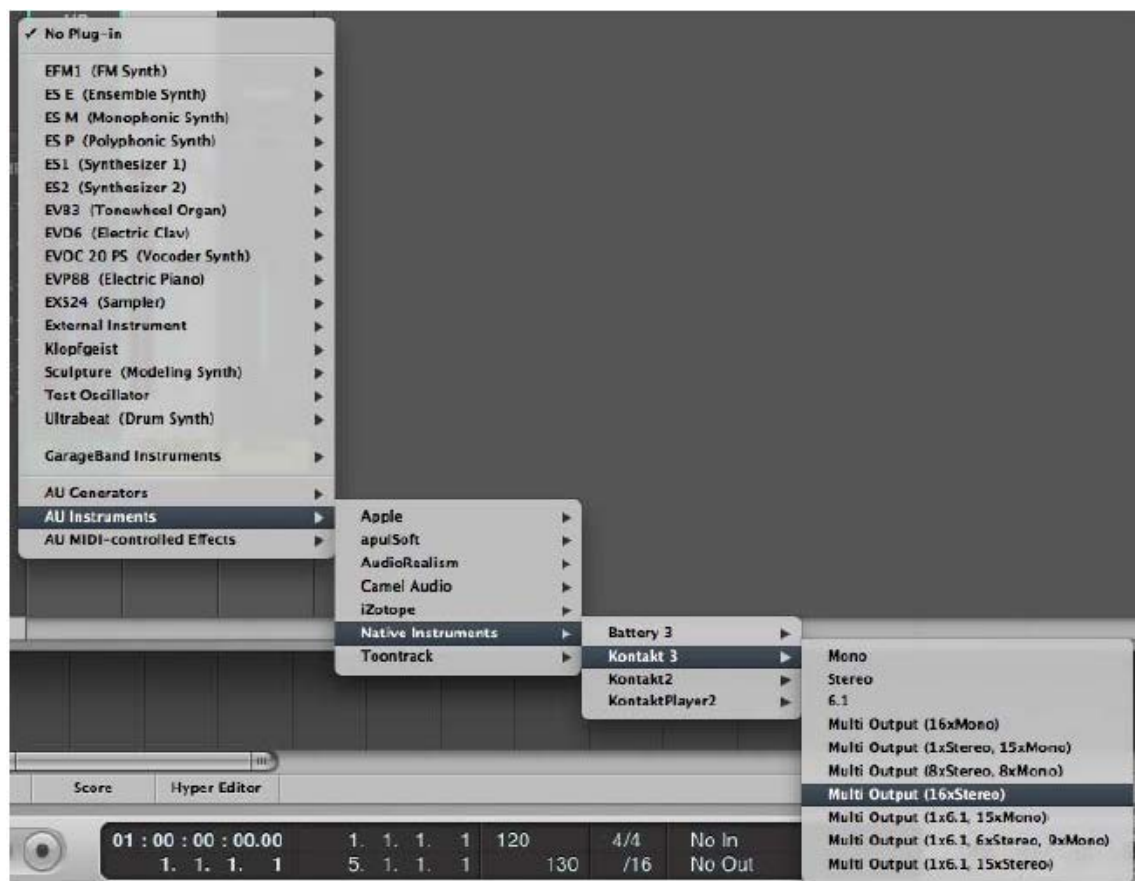 ✓ No Plug-in
EFM1 (FM Synth)
ES E (Ensemble Synth)
ES M (Monophonic Synth)
ES P (Polyphonic Synth)
ES1 (Synthesizer 1)
ES2 (Synthesizer 2)
EVB3 (Tonewheel Organ)
EVD6 (Electric Clav)
EVOC 20 PS (Vocoder Synth)
EVP88 (Electric Piano)
EXS24 (Sampler)
External Instrument
Klopfgeist
Sculpture (Modeling Synth)
Test Oscillator
Ultrabeat (Drum Synth)
GarageBand Instruments
AU Generators
AU Instruments
AU MIDI-controlled Effects
Apple
apulSoft
AudioRealism
Camel Audio
iZotope
Native Instruments
Toontrack
Battery 3
Kontakt 3
Kontakt2
KontaktPlayer2
Mono
Stereo
6.1
Multi Output (16xMono)
Multi Output (1xStereo, 15xMono)
Multi Output (8xStereo, 8xMono)
Multi Output (16xStereo)
Multi Output (1x6.1, 15xMono)
Multi Output (1x6.1, 6xStereo, 9xMono)
Multi Output (1x6.1, 15xStereo)
Score Hyper Editor
01 : 00 : 00 : 00.00 1. 1. 1. 1 120 4/4 No In
1. 1. 1. 1 5. 1. 1. 1 130 /16 No Out